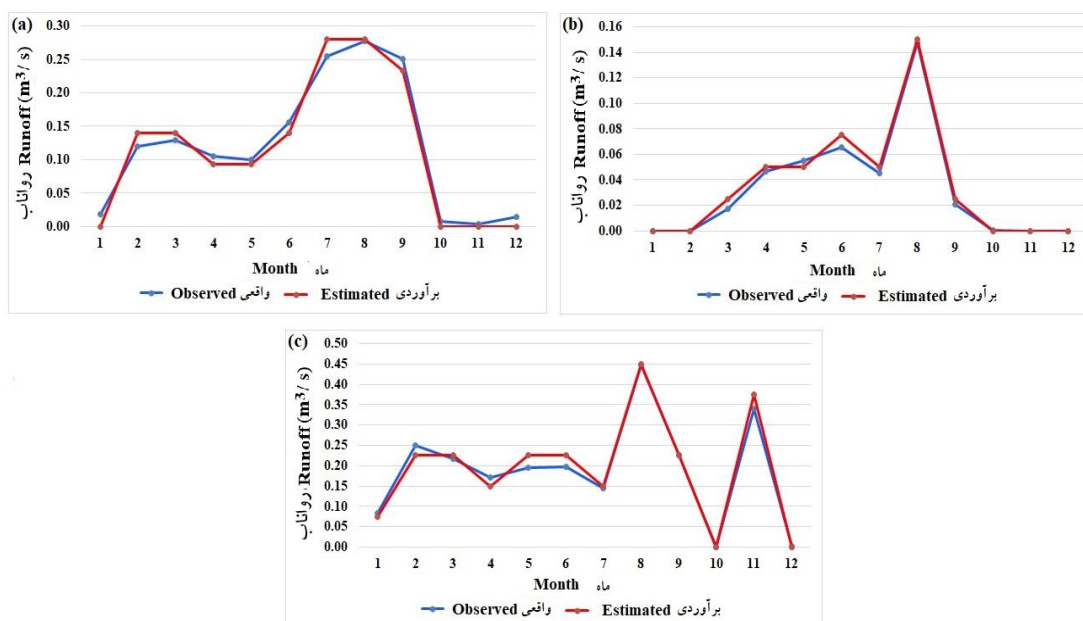 (a)
رواناب Runoff (m³/ s)
0.30
0.25
0.20
0.15
0.10
0.05
0.00
1 2 3 4 5 6 7 8 9 10 11 12
Month ماه
Observed واقعی Estimated برآوردی
(b)
رواناب Runoff (m³/ s)
0.16
0.14
0.12
0.10
0.08
0.06
0.04
0.02
0.00
1 2 3 4 5 6 7 8 9 10 11 12
Month ماه
Observed واقعی Estimated برآوردی
(c)
رواناب Runoff (m³/ s)
0.50
0.45
0.40
0.35
0.30
0.25
0.20
0.15
0.10
0.05
0.00
1 2 3 4 5 6 7 8 9 10 11 12
Month ماه
Observed واقعی Estimated برآوردی